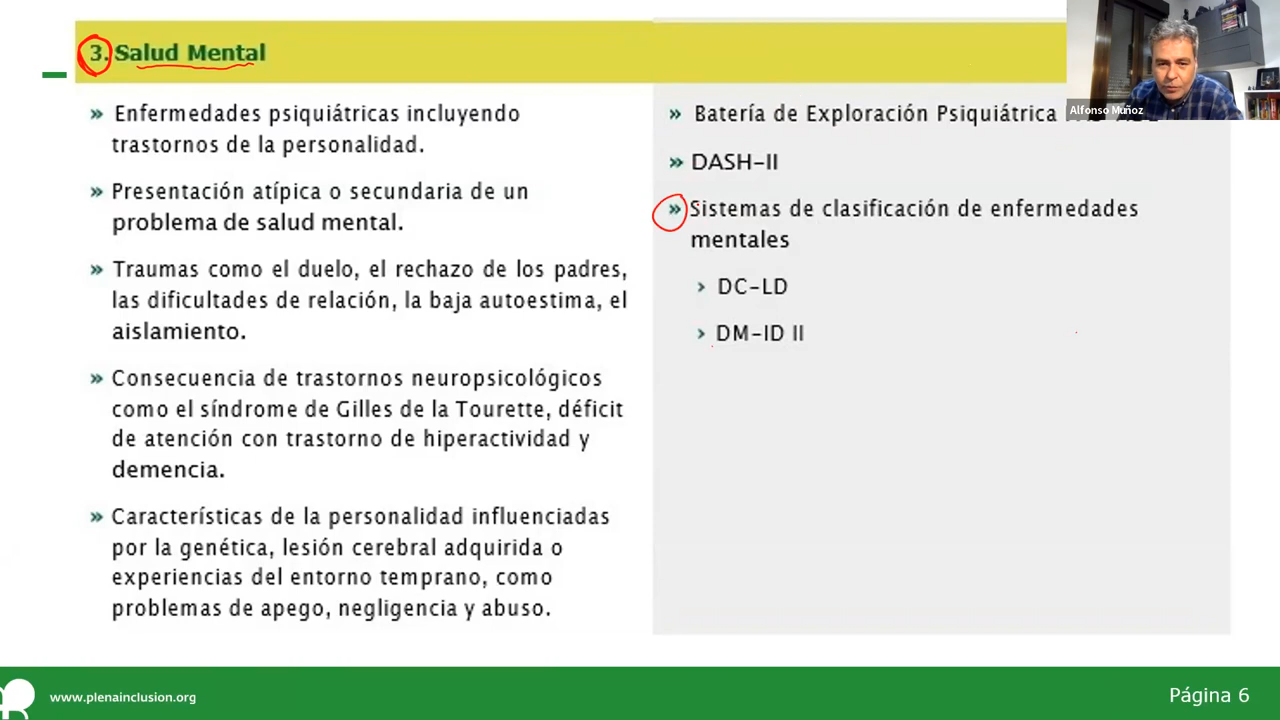 3. Salud Mental
» Enfermedades psiquiátricas incluyendo
trastornos de la personalidad.
» Presentación atípica o secundaria de un
problema de salud mental.
» Traumas como el duelo, el rechazo de los padres,
las dificultades de relación, la baja autoestima, el
aislamiento.
» Consecuencia de trastornos neuropsicológicos
como el síndrome de Gilles de la Tourette, déficit
de atención con trastorno de hiperactividad y
demencia.
» Características de la personalidad influenciadas
por la genética, lesión cerebral adquirida o
experiencias del entorno temprano, como
problemas de apego, negligencia y abuso.
» Batería de Exploración Psiquiátrica
» DASH-II
» Sistemas de clasificación de enfermedades
mentales
› DC-LD
› DM-ID II
Alfonso Muñoz
www.plenainclusion.org
Página 6